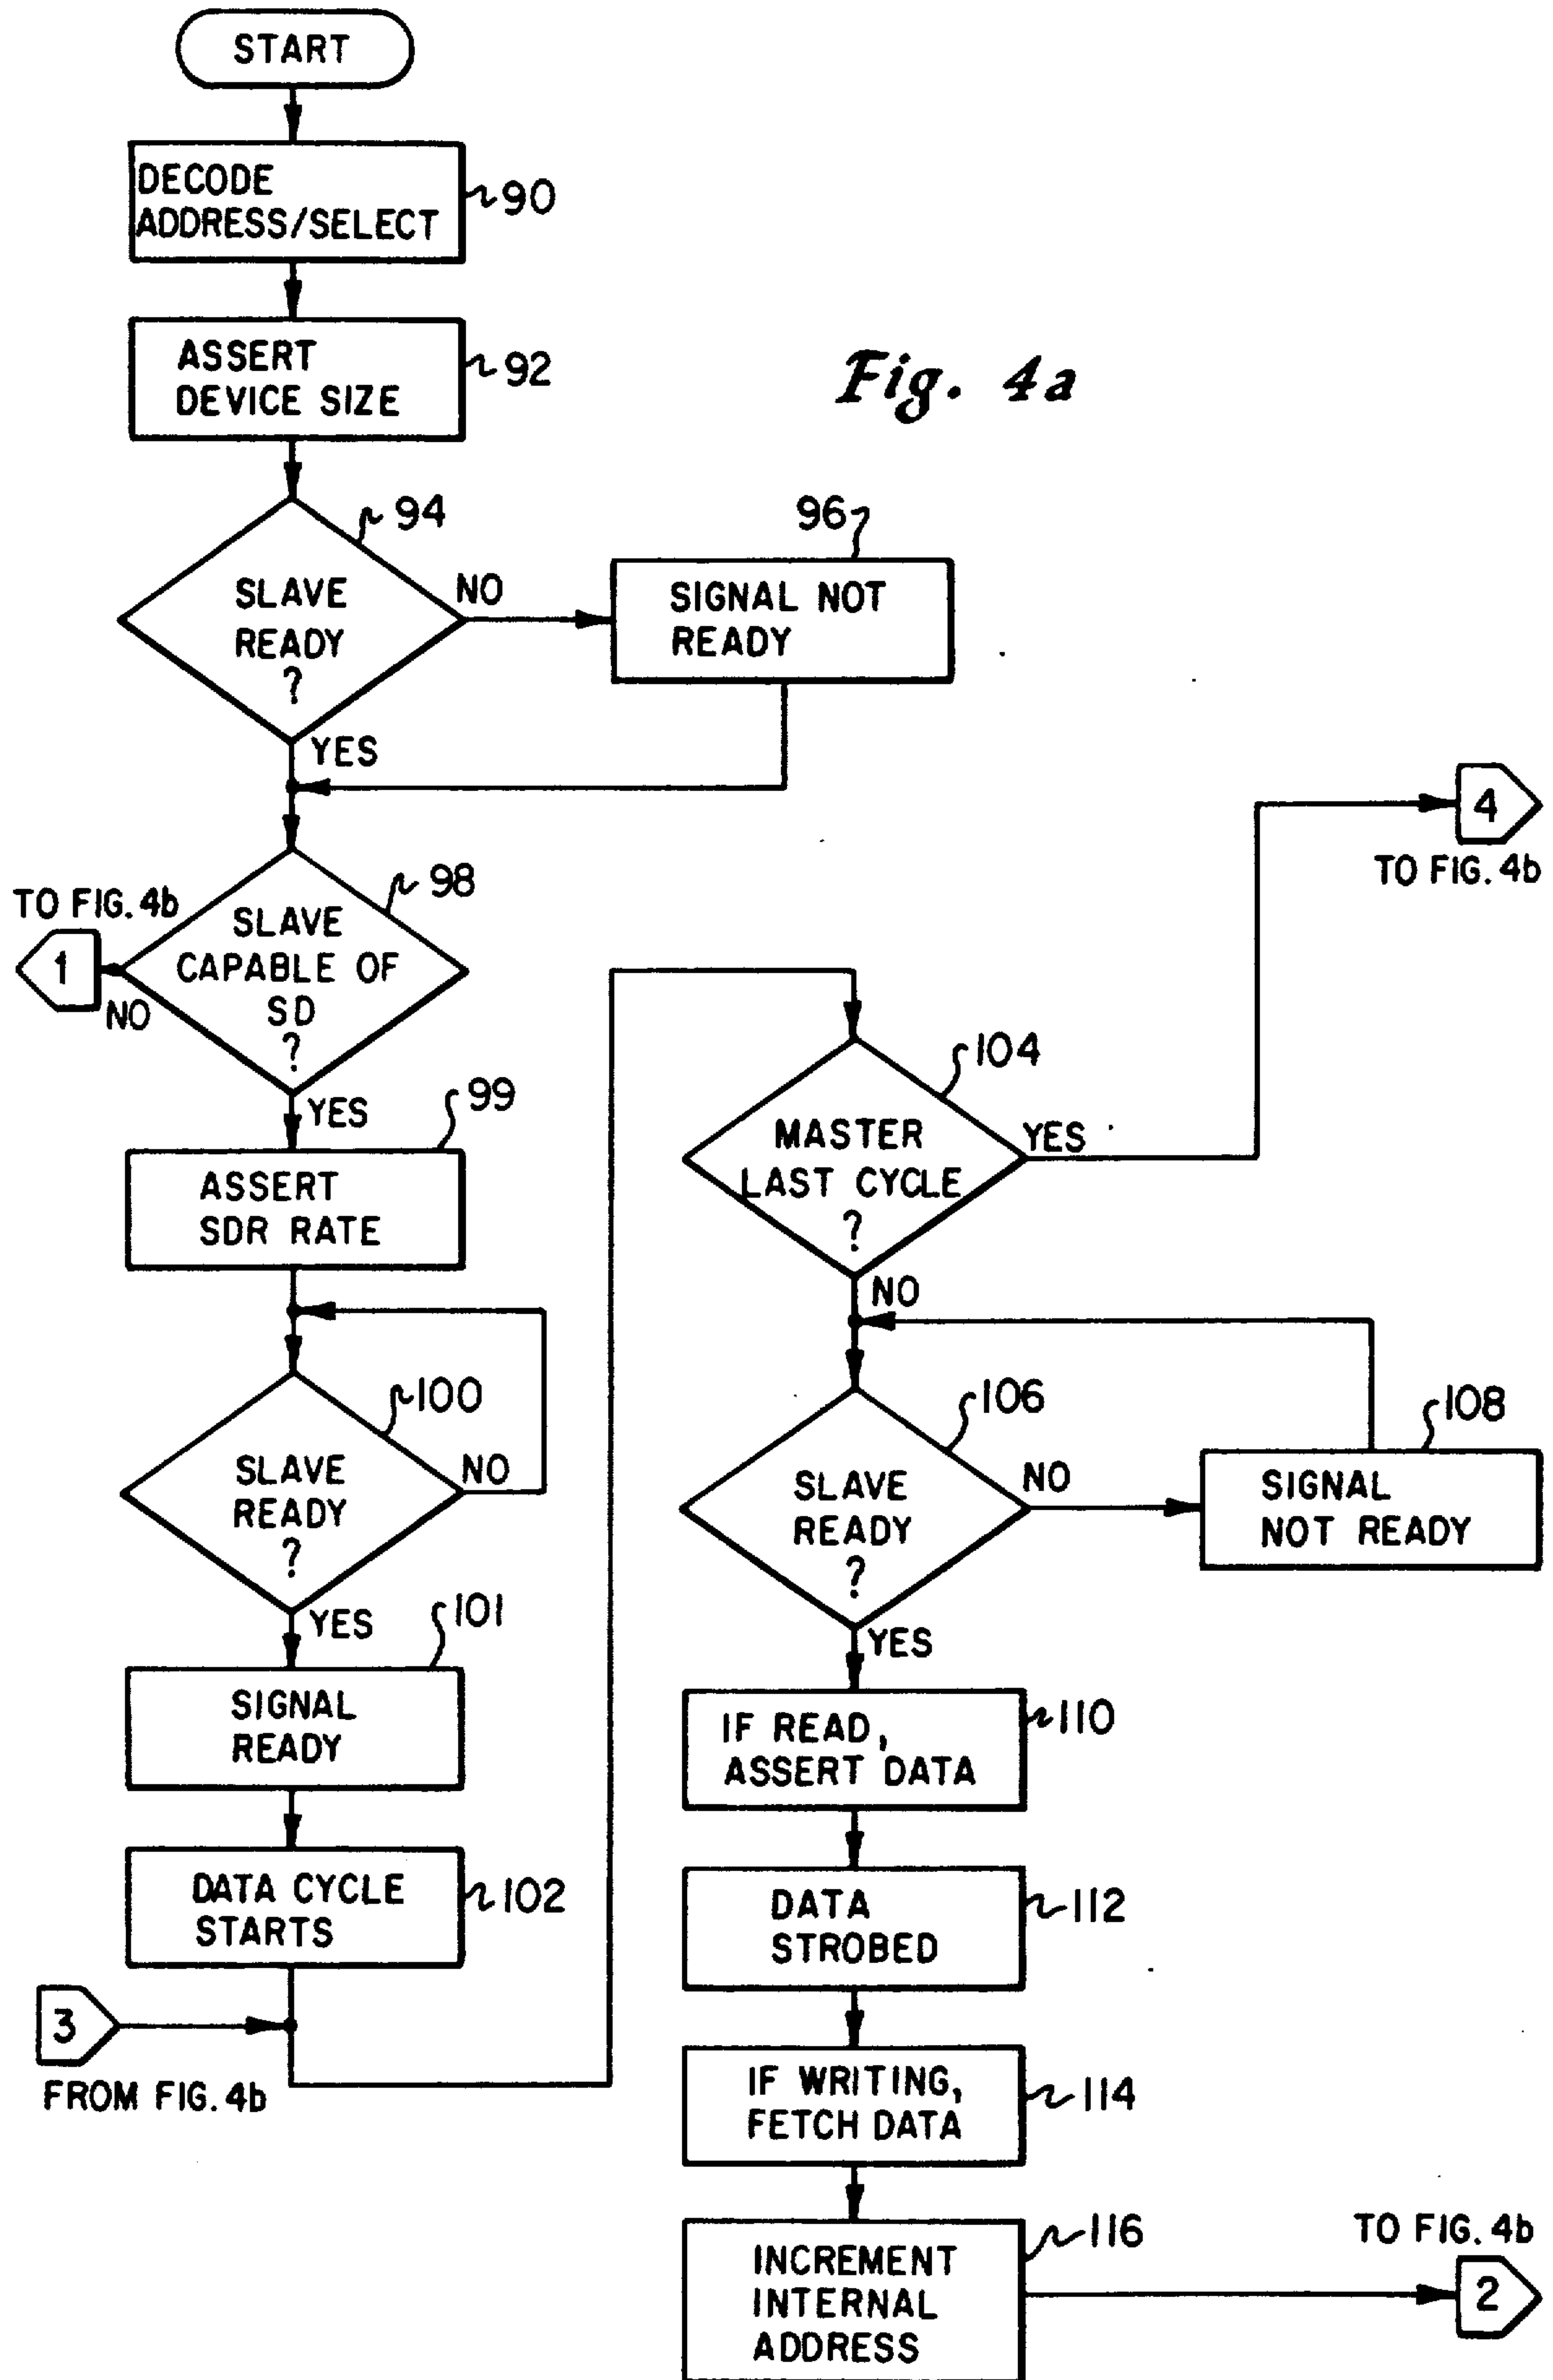 START
DECODE
ADDRESS/SELECT
90
ASSERT
DEVICE SIZE
92
Fig. 4a
94
SLAVE
READY
?
NO
YES
96
SIGNAL NOT
READY
TO FIG. 4b
1
NO
98
SLAVE
CAPABLE OF
SD
?
YES
99
ASSERT
SDR RATE
100
SLAVE
READY
?
NO
YES
101
SIGNAL
READY
DATA CYCLE
STARTS
102
3
FROM FIG. 4b
104
MASTER
LAST CYCLE
?
YES
4
TO FIG. 4b
NO
106
SLAVE
READY
?
NO
108
SIGNAL
NOT READY
YES
IF READ,
ASSERT DATA
110
DATA
STROBED
112
IF WRITING,
FETCH DATA
114
INCREMENT
INTERNAL
ADDRESS
116
TO FIG. 4b
2